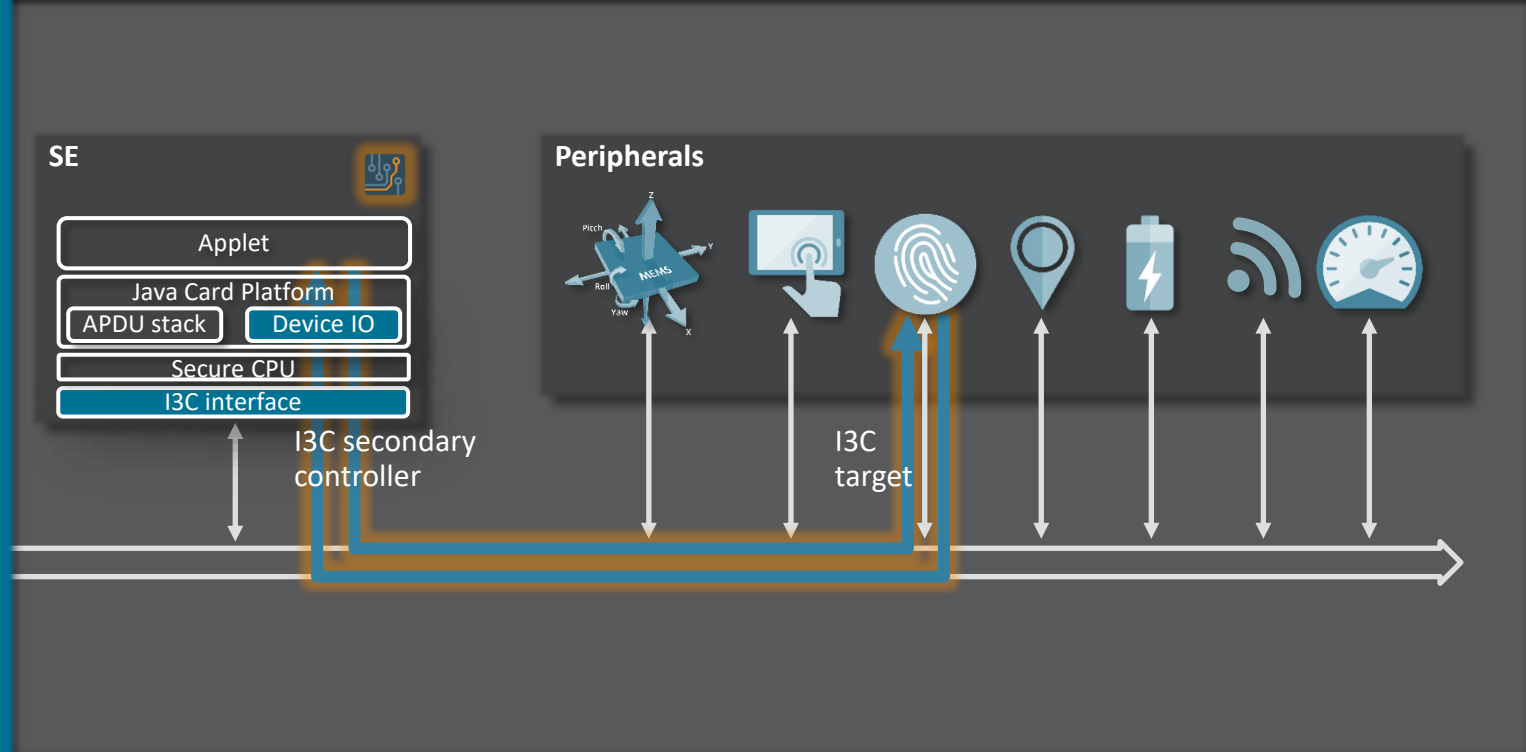 SE
Applet
Java Card Platform
APDU stack
Device IO
Secure CPU
I3C interface
I3C secondary
controller
Peripherals
Z
Pitch
Y
MEMS
Roll
Yaw
X
I3C
target